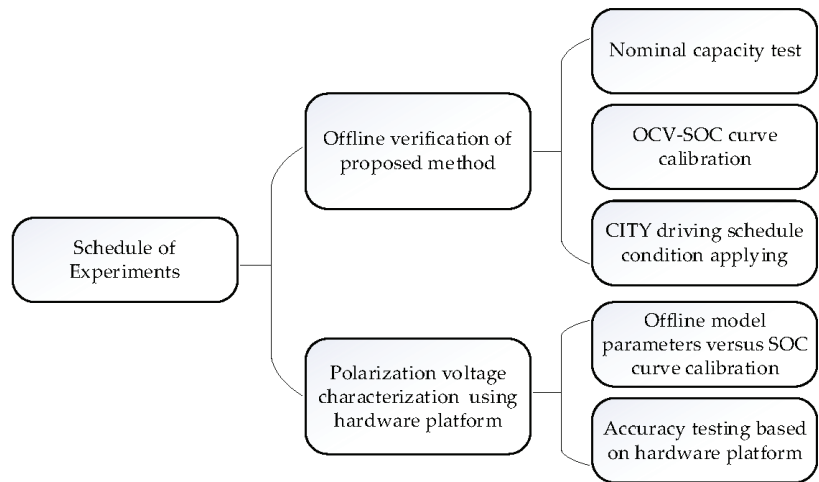 Schedule of
Experiments
Offline verification of
proposed method
Polarization voltage
characterization using
hardware platform
Nominal capacity test
OCV-SOC curve
calibration
CITY driving schedule
condition applying
Offline model
parameters versus SOC
curve calibration
Accuracy testing based
on hardware platform